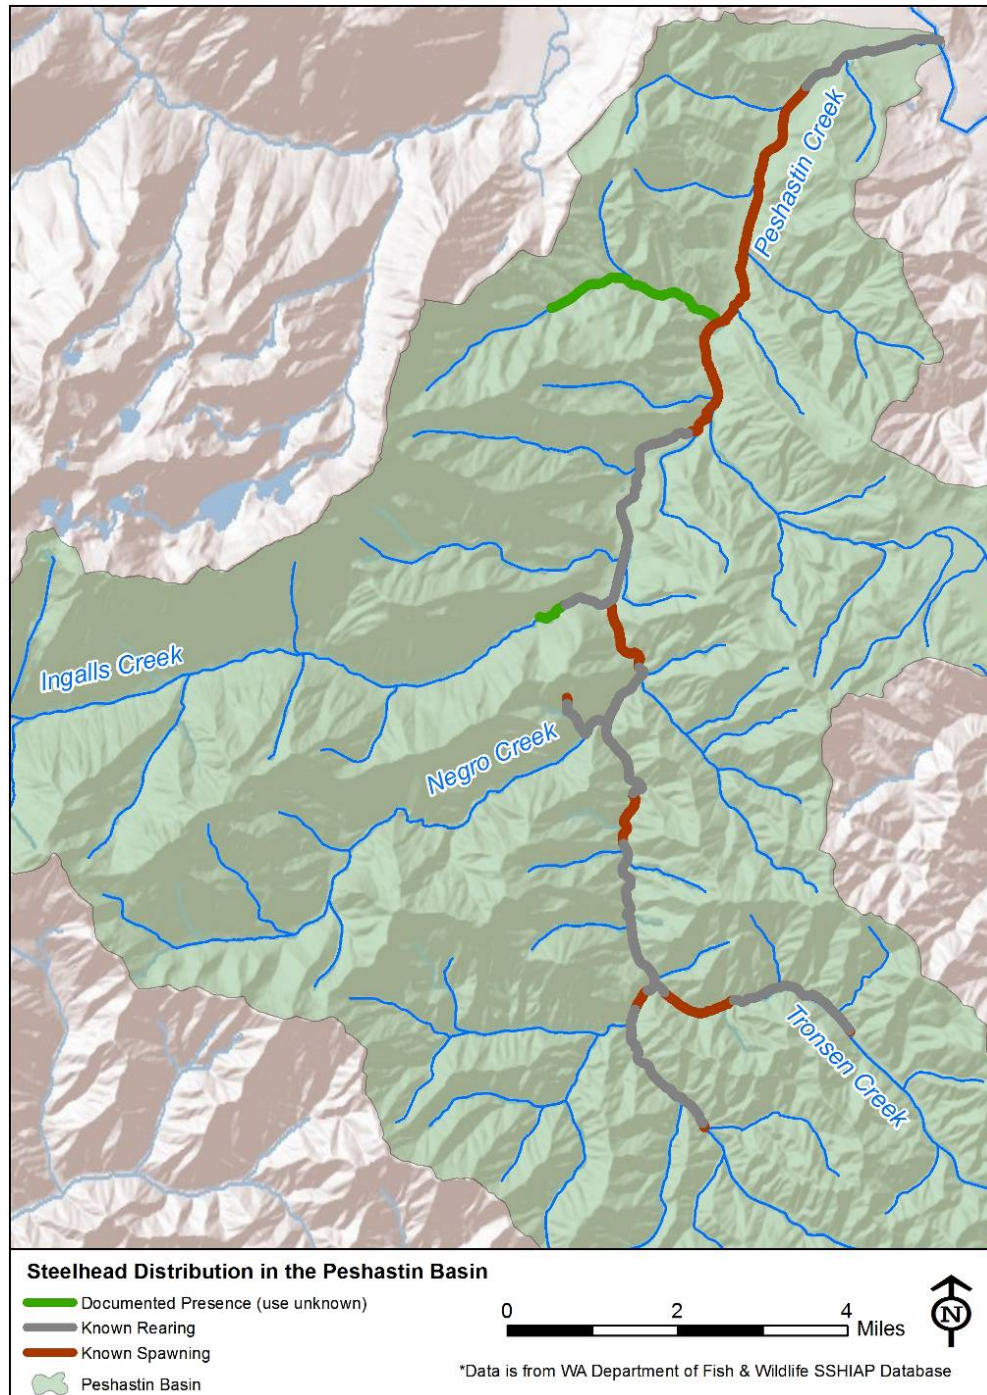 Peshastin Creek
Ingalls Creek
Negro Creek
Tronsen Creek
Steelhead Distribution in the Peshastin Basin
Documented Presence (use unknown)
Known Rearing
Known Spawning
Peshastin Basin
0 2 4
Miles
N
*Data is from WA Department of Fish & Wildlife SSHIAP Database